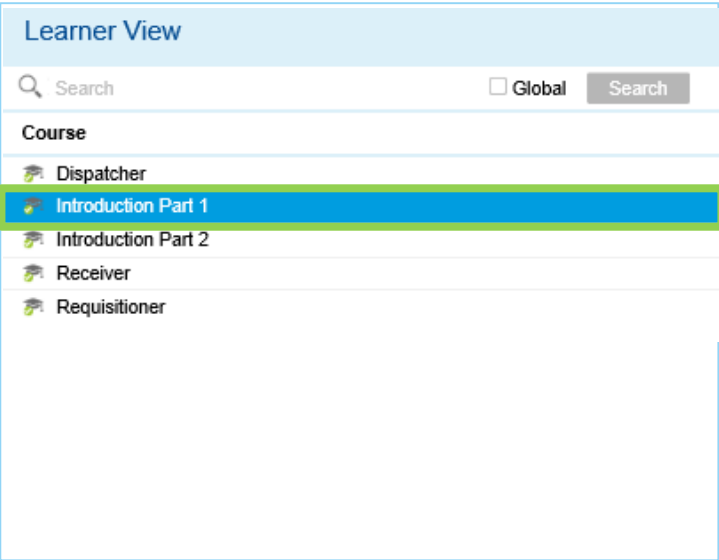 Learner View
Search Global Search
Course
Dispatcher
Introduction Part 1
Introduction Part 2
Receiver
Requisitioner